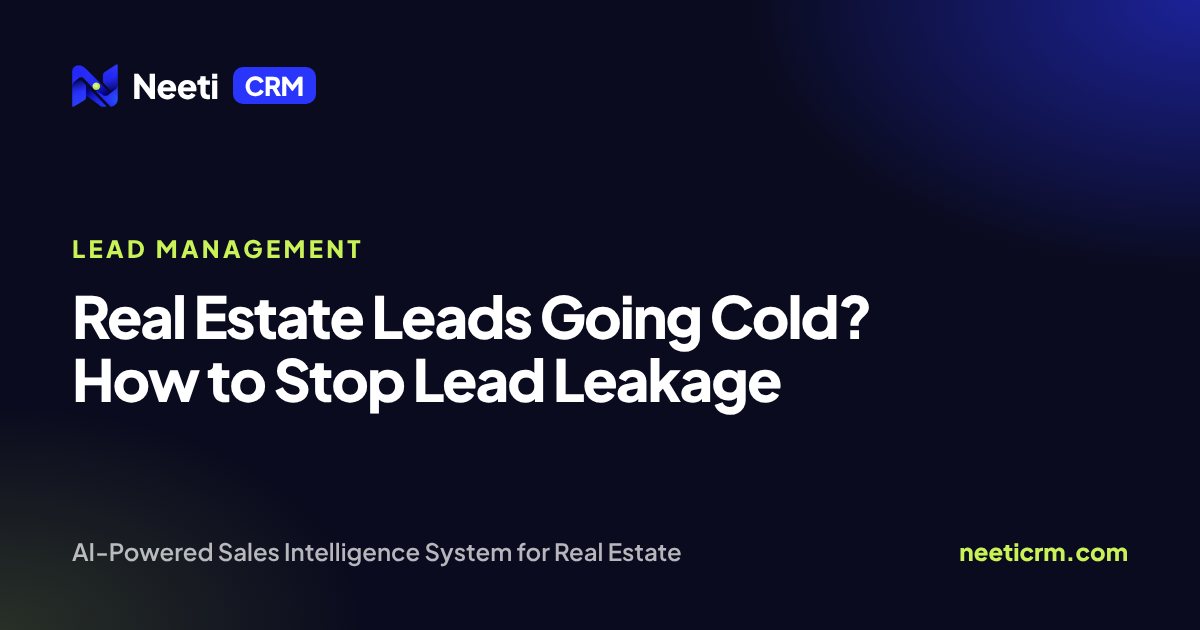 Neeti CRM
LEAD MANAGEMENT
Real Estate Leads Going Cold?
How to Stop Lead Leakage
AI-Powered Sales Intelligence System for Real Estate
neeticrm.com